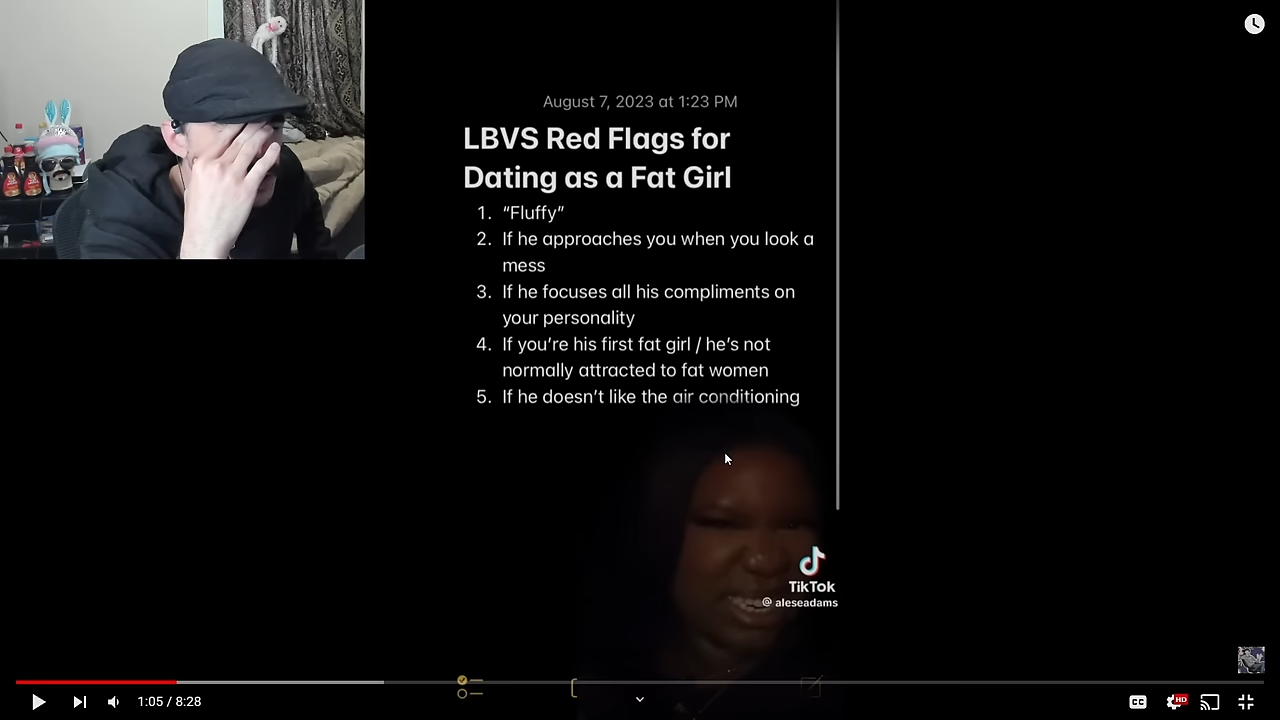 August 7, 2023 at 1:23 PM
LBVS Red Flags for
Dating as a Fat Girl
1. “Fluffy”
2. If he approaches you when you look a
mess
3. If he focuses all his compliments on
your personality
4. If you’re his first fat girl / he’s not
normally attracted to fat women
5. If he doesn’t like the air conditioning
TikTok
@ aleseadams
1:05 / 8:28
CC
HD